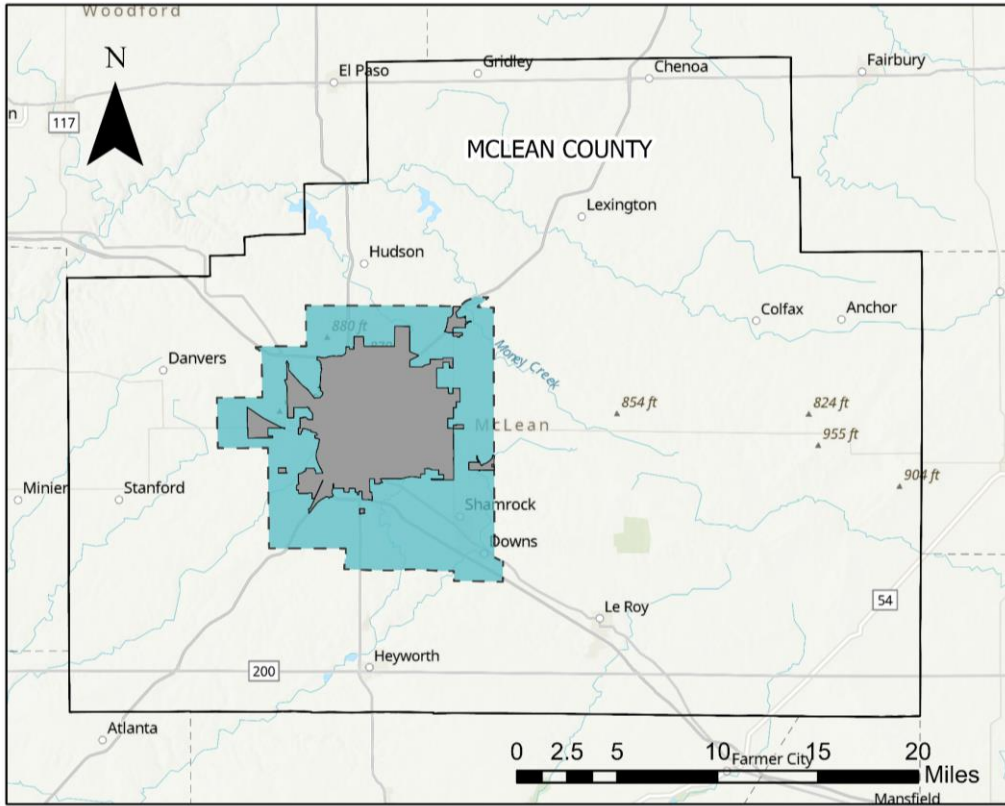 Woodford
N
El Paso
Gridley
Chenoa
Fairbury
n
117
MCLEAN COUNTY
Lexington
Hudson
Colfax
Anchor
880 ft
Danvers
Money Creek
854 ft
824 ft
McLean
955 ft
904 ft
Minier
Stanford
Shamrock
Downs
54
Le Roy
Heyworth
200
Atlanta
0 2.5 5 10 15 20
Farmer City
Miles
Mansfield